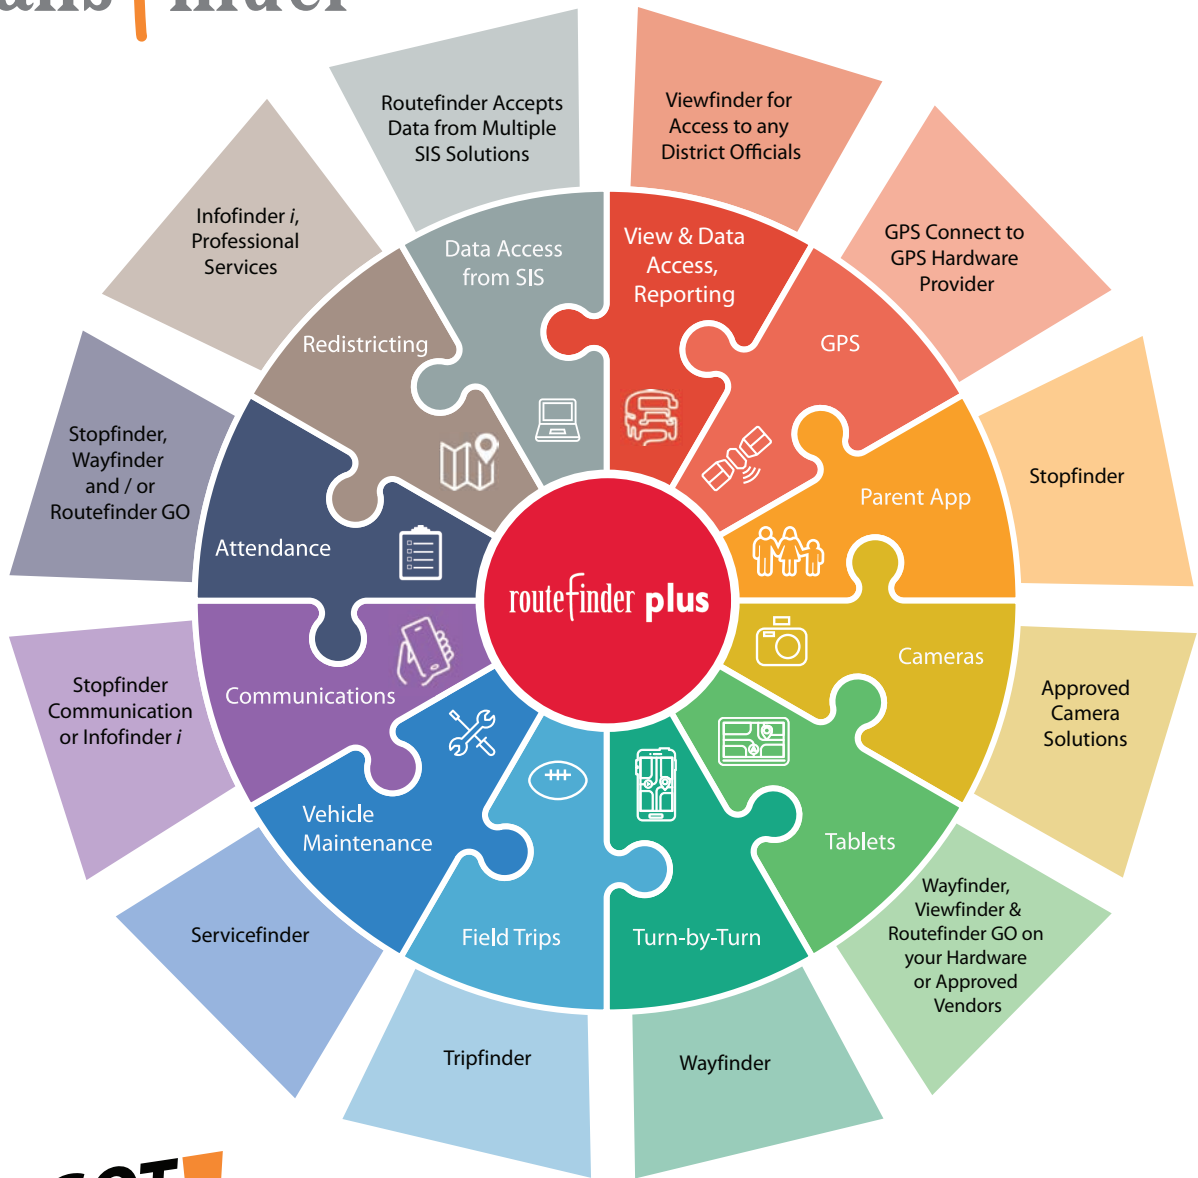 Routefinder Accepts
Data from Multiple
SIS Solutions
Viewfinder for
Access to any
District Officials
Infofinder i,
Professional
Services
GPS Connect to
GPS Hardware
Provider
Data Access
from SIS
View & Data
Access,
Reporting
Redistricting
GPS
Stopfinder,
Wayfinder
and / or
Routefinder GO
Stopfinder
Attendance
Parent App
routefinder plus
Communications
Cameras
Stopfinder
Communication
or Infofinder i
Approved
Camera
Solutions
Vehicle
Maintenance
Tablets
Field Trips
Turn-by-Turn
Servicefinder
Wayfinder,
Viewfinder &
Routefinder GO on
your Hardware
or Approved
Vendors
Tripfinder
Wayfinder